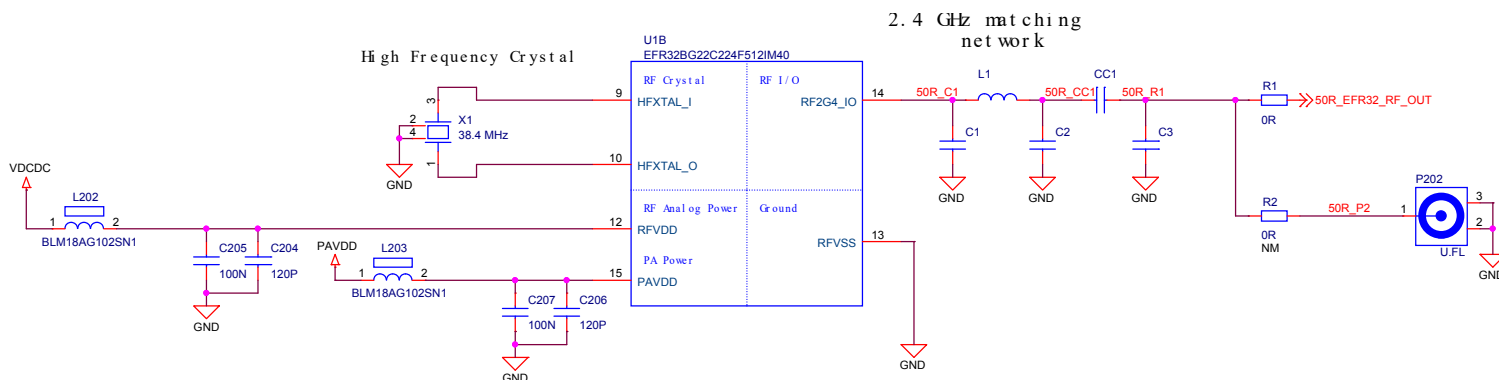 2.4 GHz matching
network
High Frequency Crystal
U1B
EFR32BG22C224F512IM40
RF Crystal
RF I/O
9
HFXTAL_I
RF2G4_IO
14
50R_C1
L1
50R_CC1
CC1
50R_R1
R1
0R
50R_EFR32_RF_OUT
3
2
4
1
X1
38.4 MHz
GND
C1
GND
C2
GND
C3
GND
10
HFXTAL_O
VDCDC
L202
1
2
BLM18AG102SN1
RF Analog Power
Ground
12
RFVDD
C205
100N
C204
120P
GND
PAVDD
L203
1
2
BLM18AG102SN1
PA Power
15
PAVDD
C207
100N
C206
120P
GND
RFVSS
13
GND
R2
0R
NM
50R_P2
P202
1
3
2
U.FL
GND